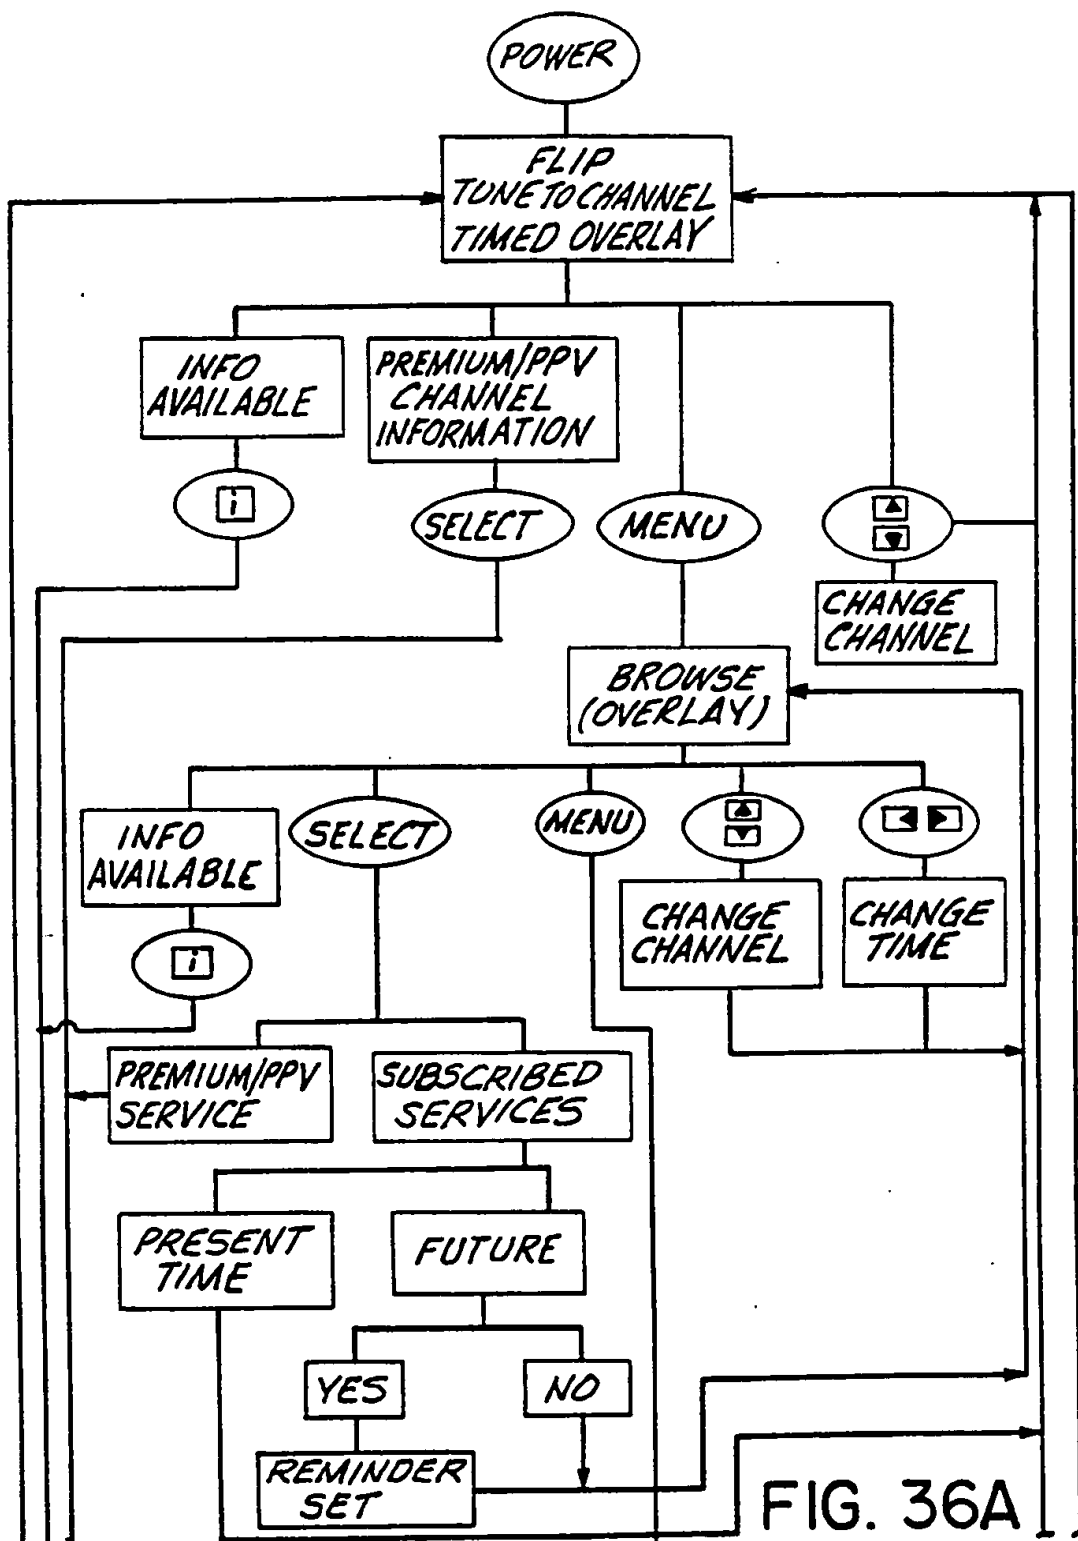 POWER
FLIP
TUNE TO CHANNEL
TIMED OVERLAY
INFO
AVAILABLE
PREMIUM/PPV
CHANNEL
INFORMATION
i
SELECT
MENU
CHANGE
CHANNEL
BROWSE
(OVERLAY)
INFO
AVAILABLE
SELECT
MENU
CHANGE
CHANNEL
CHANGE
TIME
i
PREMIUM/PPV
SERVICE
SUBSCRIBED
SERVICES
PRESENT
TIME
FUTURE
YES
NO
REMINDER
SET
FIG. 36A